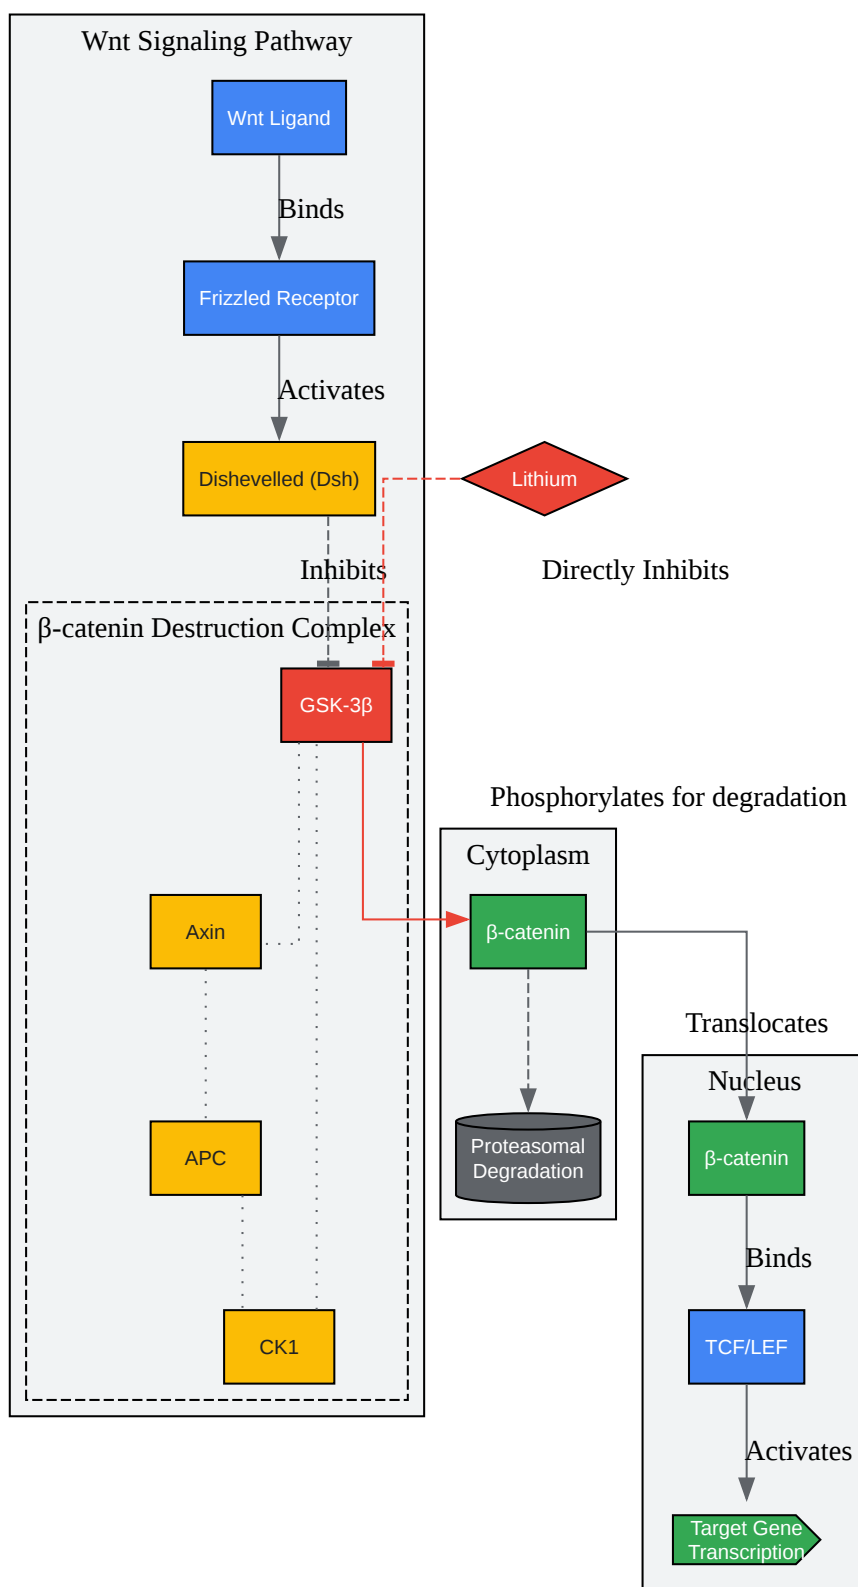 Wnt Signaling Pathway
Wnt Ligand
Binds
Frizzled Receptor
Activates
Dishevelled (Dsh)
Lithium
Inhibits
Directly Inhibits
β-catenin Destruction Complex
GSK-3β
Phosphorylates for degradation
Cytoplasm
Axin
β-catenin
Translocates
Nucleus
APC
Proteasomal
Degradation
β-catenin
Binds
CK1
TCF/LEF
Activates
Target Gene
Transcription